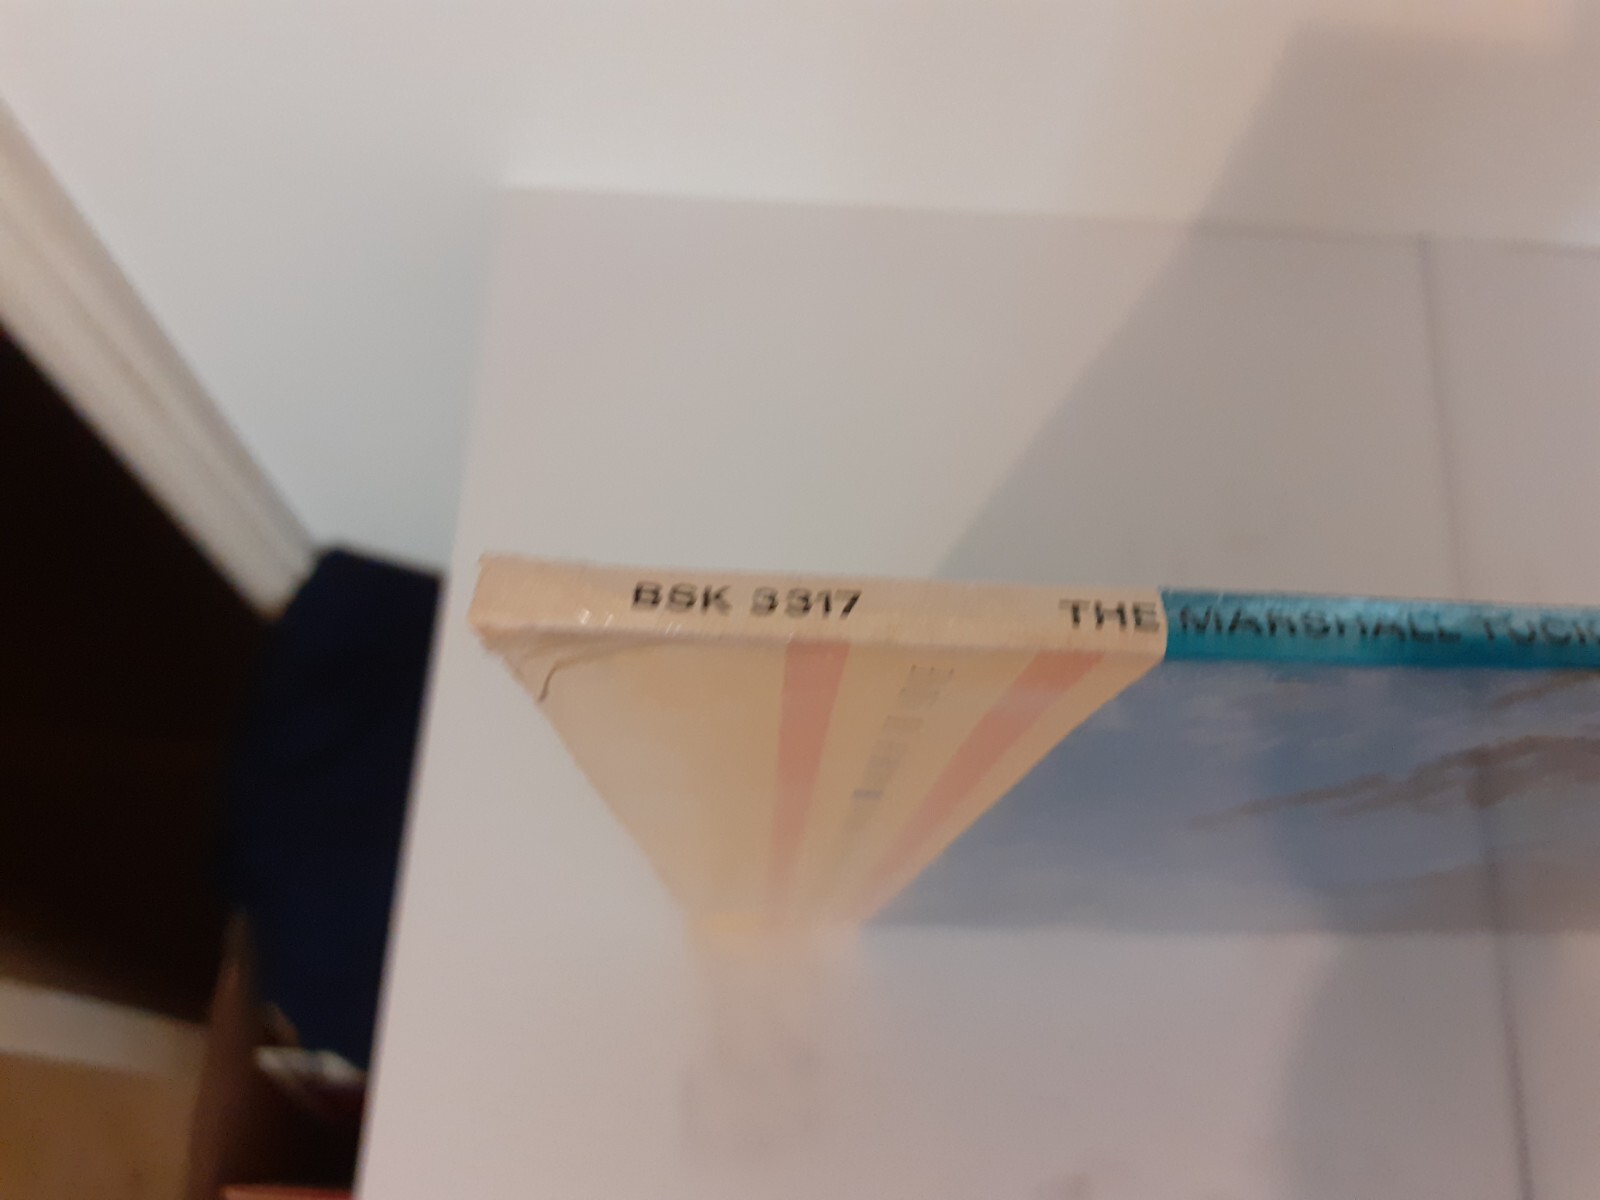 BSK 3317 THE MARSHALL TUCK